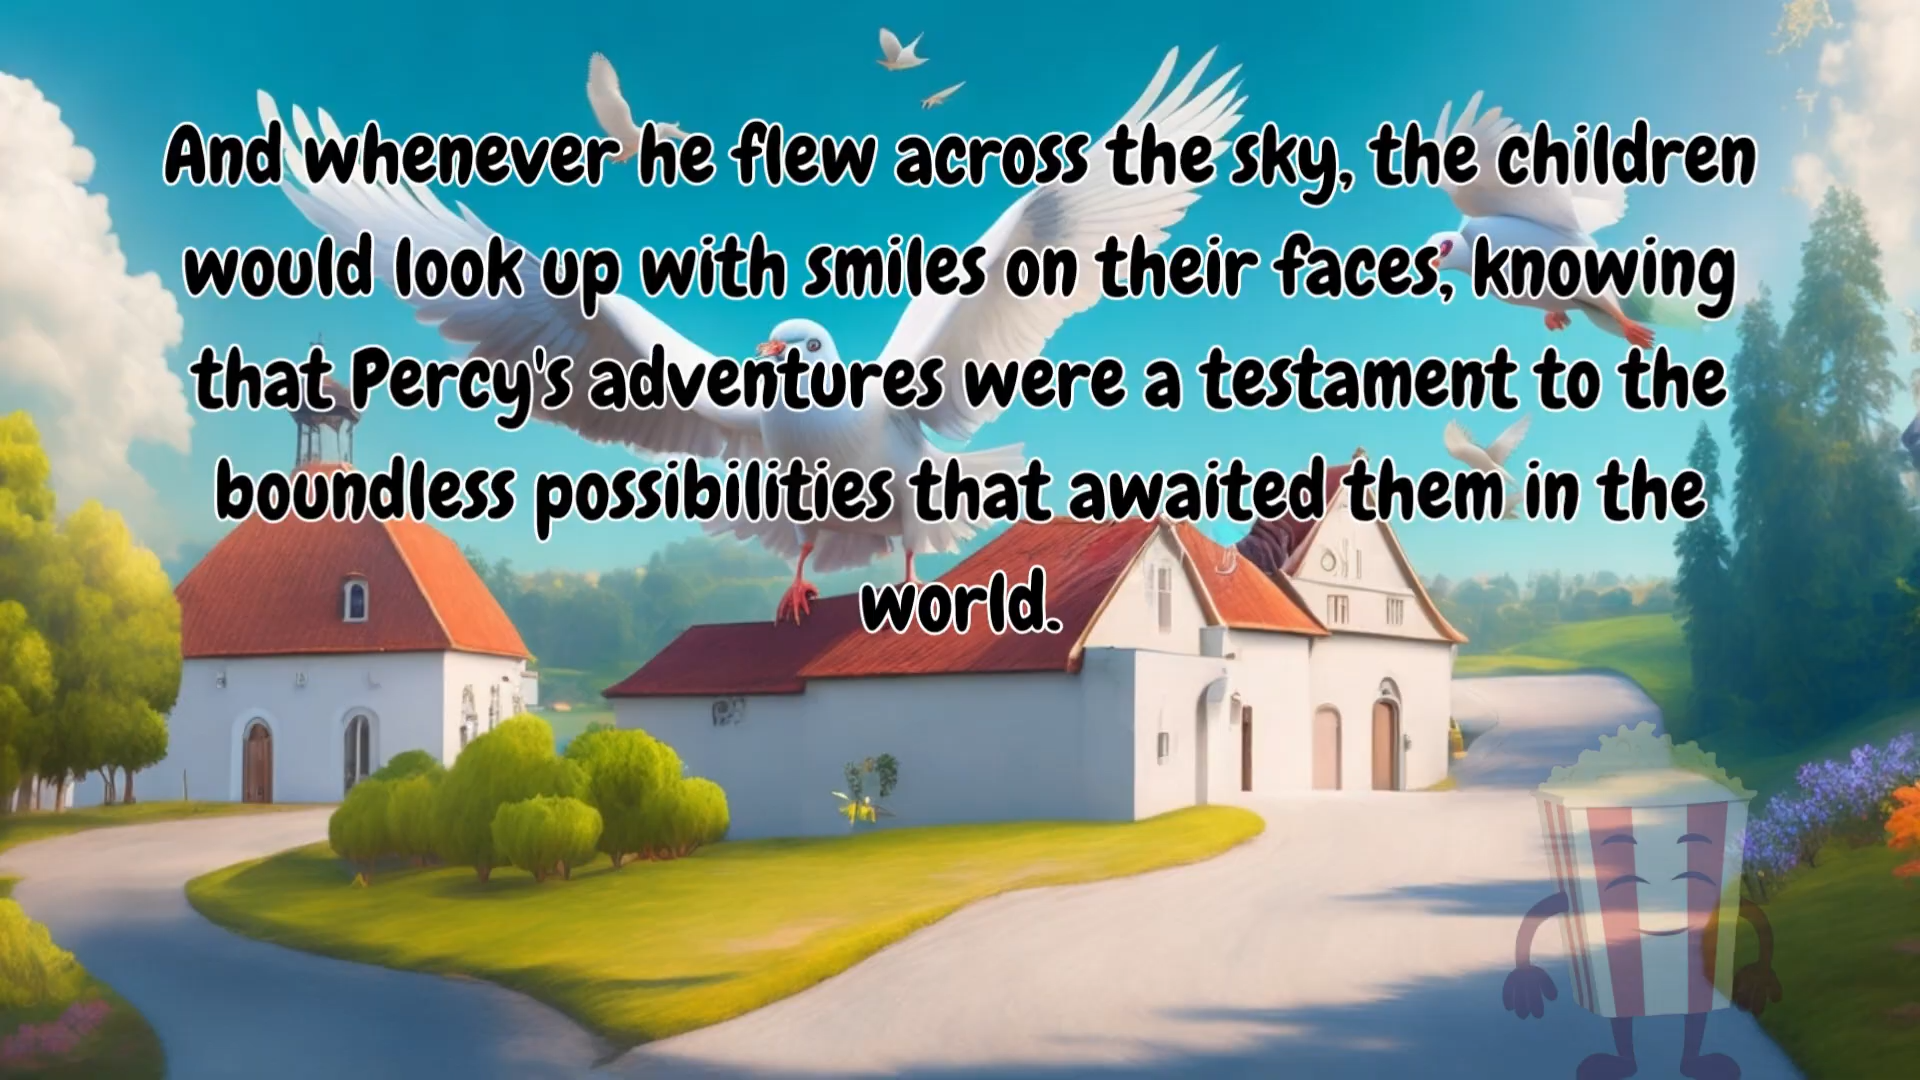 And whenever he flew across the sky, the children
would look up with smiles on their faces, knowing
that Percy's adventures were a testament to the
boundless possibilities that awaited them in the
world.